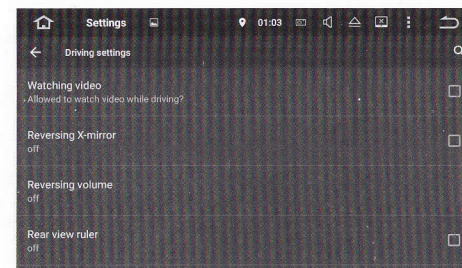 Settings 01:03
Driving settings
Watching video
Allowed to watch video while driving?
Reversing X-mirror
off
Reversing volume
off
Rear view ruler
off